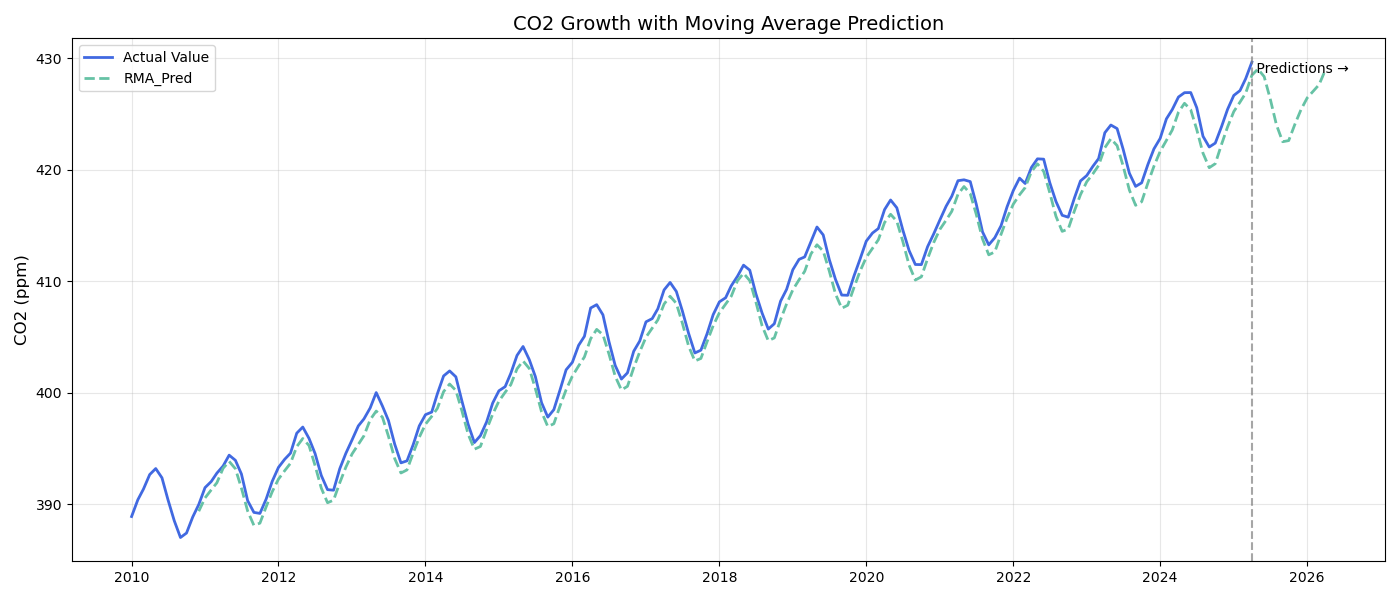 CO2 Growth with Moving Average Prediction
Actual Value
RMA_Pred
Predictions →
CO2 (ppm)
430
420
410
400
390
2010
2012
2014
2016
2018
2020
2022
2024
2026